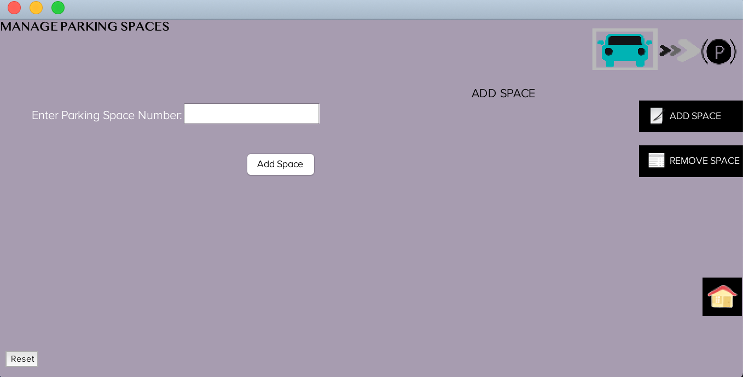 MANAGE PARKING SPACES
P
ADD SPACE
Enter Parking Space Number:
ADD SPACE
Add Space
REMOVE SPACE
Reset